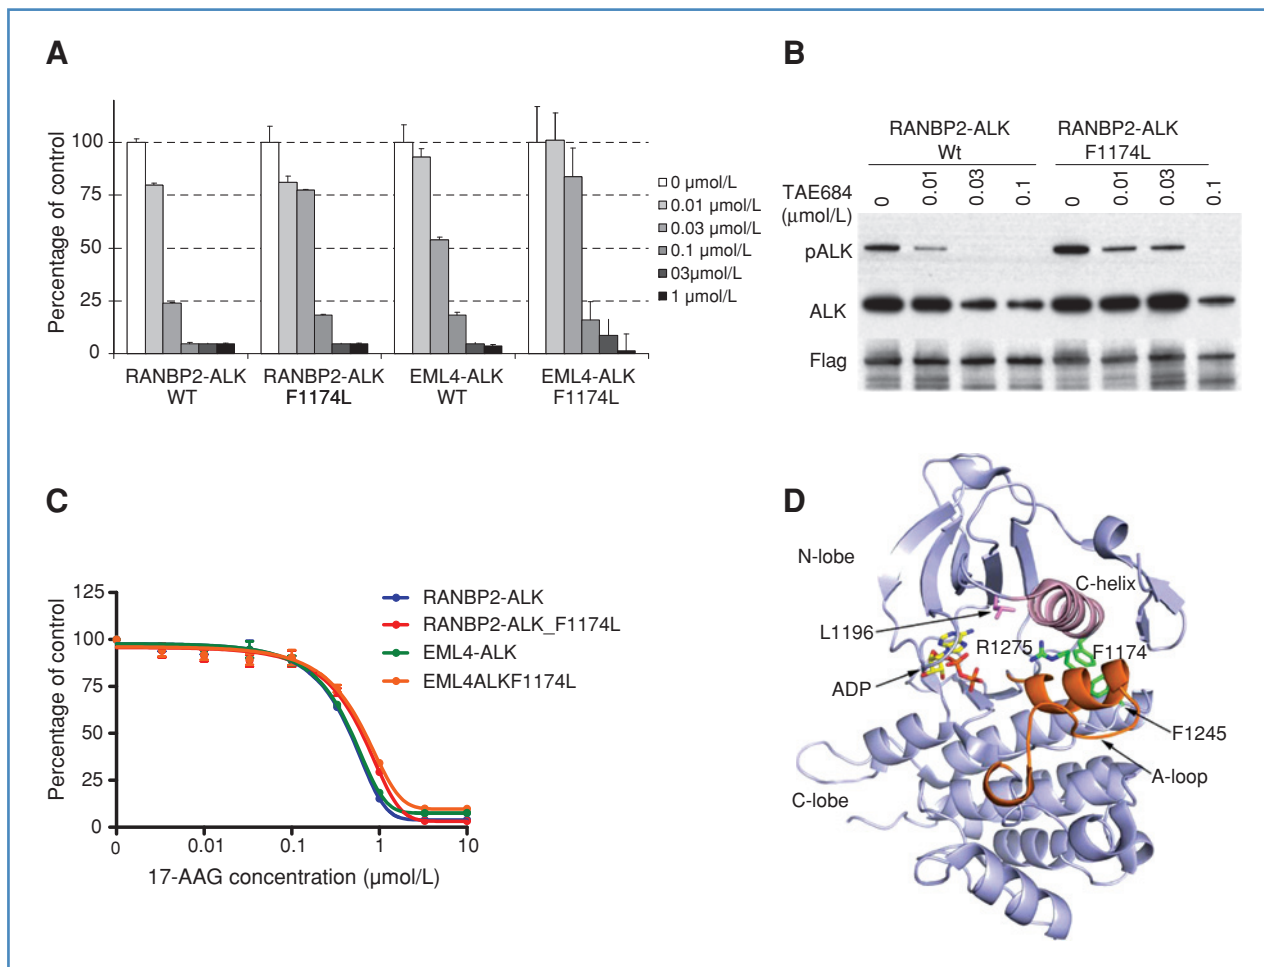 A
Percentage of control
100
75
50
25
0
RANBP2-ALK
WT
RANBP2-ALK
F1174L
EML4-ALK
WT
EML4-ALK
F1174L
0 µmol/L
0.01 µmol/L
0.03 µmol/L
0.1 µmol/L
03µmol/L
1 µmol/L
B
RANBP2-ALK
Wt
RANBP2-ALK
F1174L
TAE684
(µmol/L)
0 0.01 0.03 0.1 0 0.01 0.03 0.1
pALK
ALK
Flag
C
Percentage of control
125
100
75
50
25
0
0 0.01 0.1 1 10
17-AAG concentration (µmol/L)
RANBP2-ALK
RANBP2-ALK_F1174L
EML4-ALK
EML4ALKF1174L
D
N-lobe
C-helix
L1196
R1275
F1174
ADP
F1245
A-loop
C-lobe